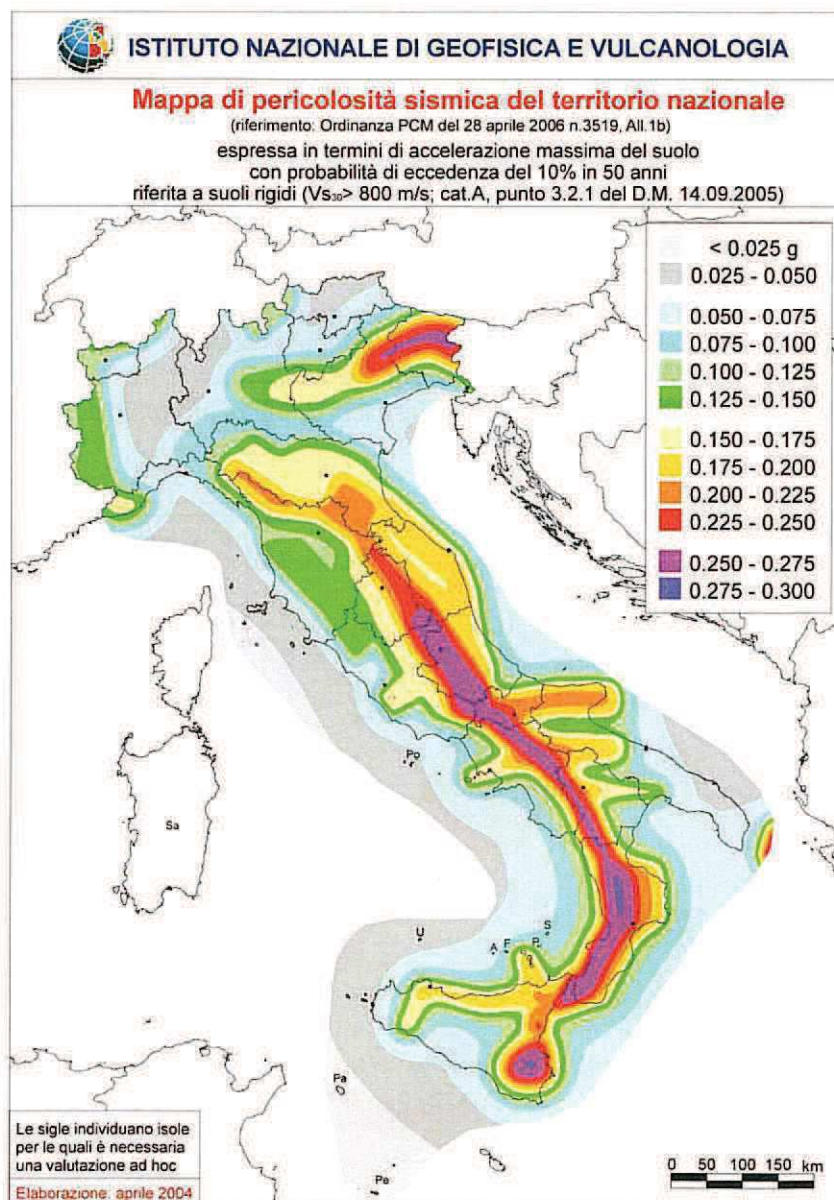 ISTITUTO NAZIONALE DI GEOFISICA E VULCANOLOGIA
Mappa di pericolosità sismica del territorio nazionale
(riferimento: Ordinanza PCM del 28 aprile 2006 n.3519, All.1b)
espressa in termini di accelerazione massima del suolo
con probabilità di eccedenza del 10% in 50 anni
riferita a suoli rigidi (Vs₃₀> 800 m/s; cat.A, punto 3.2.1 del D.M. 14.09.2005)
< 0.025 g
0.025 - 0.050
0.050 - 0.075
0.075 - 0.100
0.100 - 0.125
0.125 - 0.150
0.150 - 0.175
0.175 - 0.200
0.200 - 0.225
0.225 - 0.250
0.250 - 0.275
0.275 - 0.300
Po
Sa
U
S
A
F
P
Pa
Pe
Le sigle individuano isole
per le quali è necessaria
una valutazione ad hoc
Elaborazione: aprile 2004
0 50 100 150 km